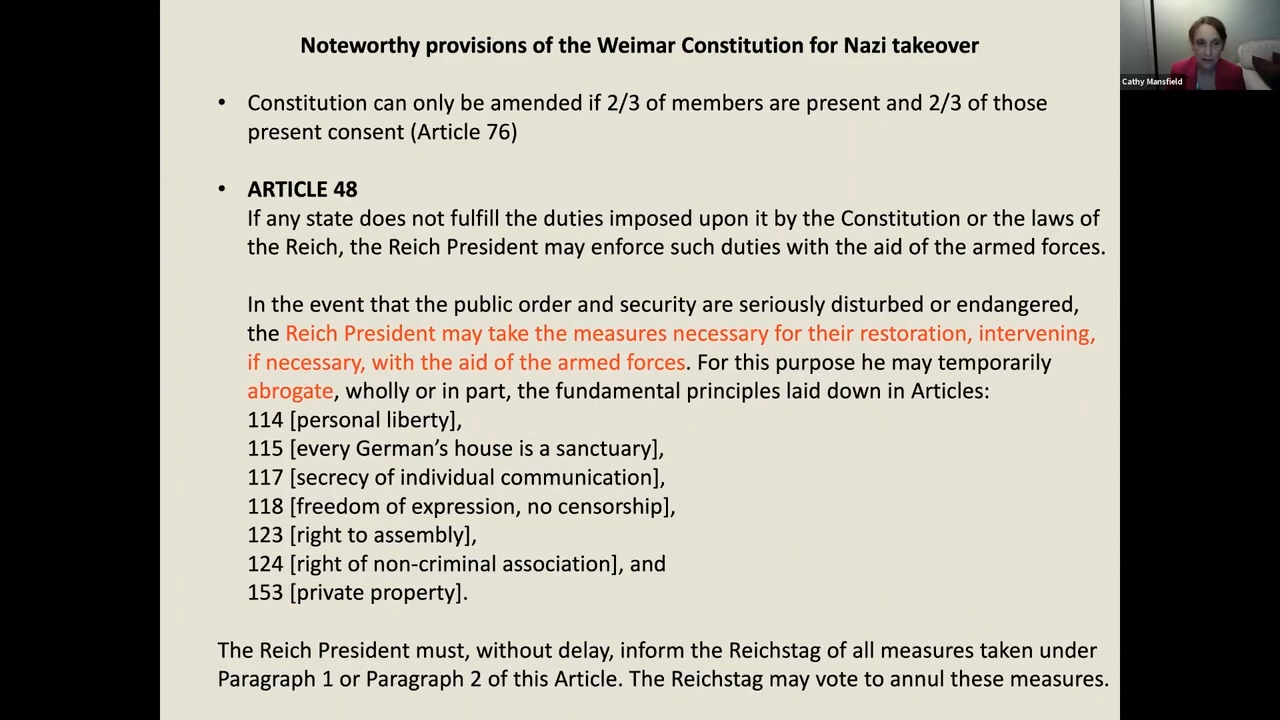 Noteworthy provisions of the Weimar Constitution for Nazi takeover
Cathy Mansfield
• Constitution can only be amended if 2/3 of members are present and 2/3 of those
present consent (Article 76)
• ARTICLE 48
If any state does not fulfill the duties imposed upon it by the Constitution or the laws of
the Reich, the Reich President may enforce such duties with the aid of the armed forces.
In the event that the public order and security are seriously disturbed or endangered,
the Reich President may take the measures necessary for their restoration, intervening,
if necessary, with the aid of the armed forces. For this purpose he may temporarily
abrogate, wholly or in part, the fundamental principles laid down in Articles:
114 [personal liberty],
115 [every German’s house is a sanctuary],
117 [secrecy of individual communication],
118 [freedom of expression, no censorship],
123 [right to assembly],
124 [right of non-criminal association], and
153 [private property].
The Reich President must, without delay, inform the Reichstag of all measures taken under
Paragraph 1 or Paragraph 2 of this Article. The Reichstag may vote to annul these measures.